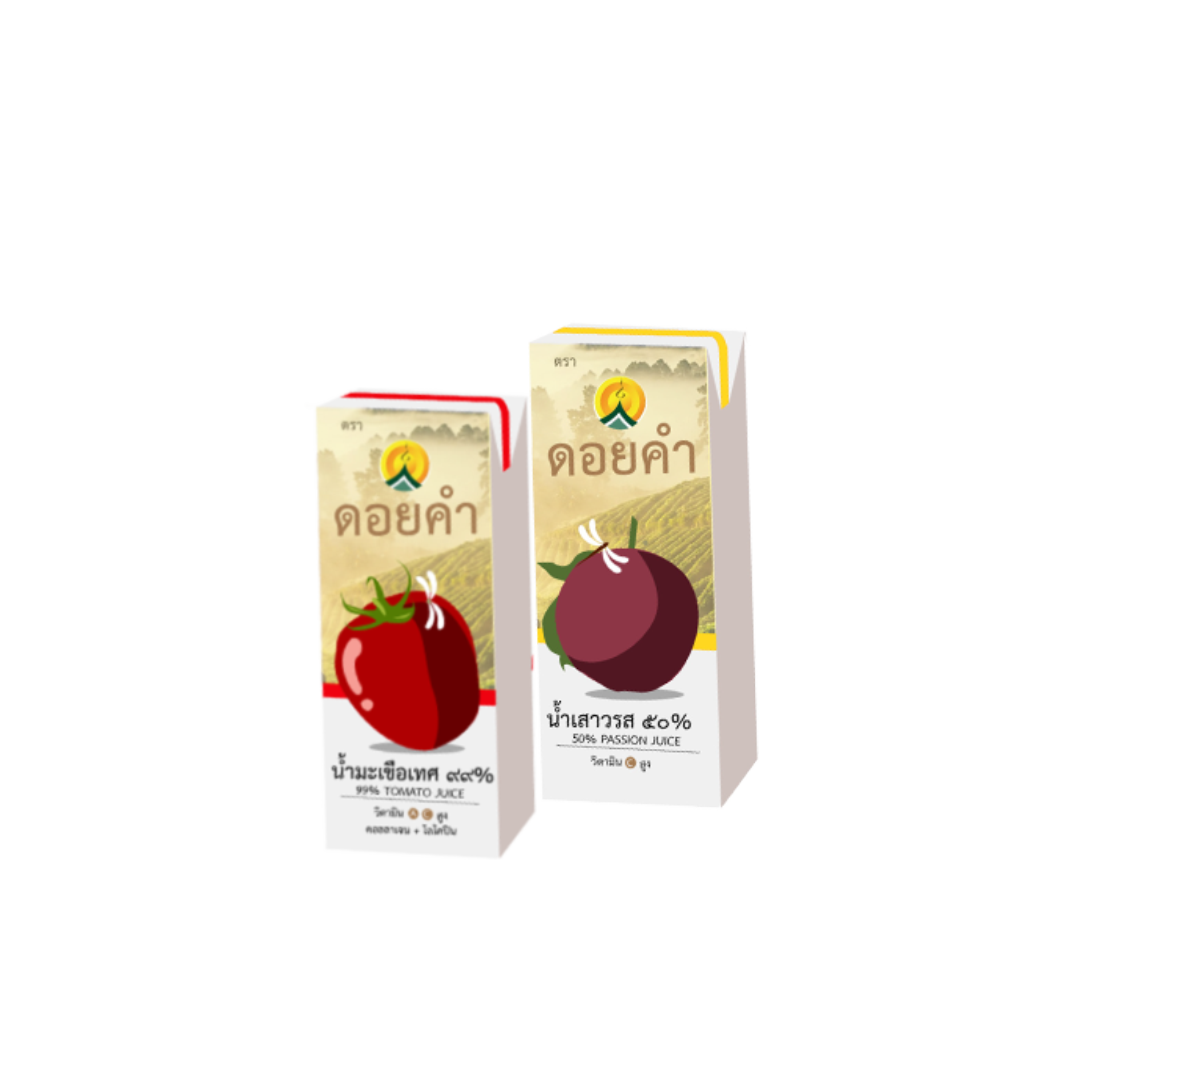 ตรา
ดอยคำ
น้ำมะเขือเทศ ๙๙%
99% TOMATO JUICE
วิตามิน A C สูง
คอลลาเจน + ไลโคปีน
ตรา
ดอยคำ
น้ำเสาวรส ๕๐%
50% PASSION JUICE
วิตามิน C สูง